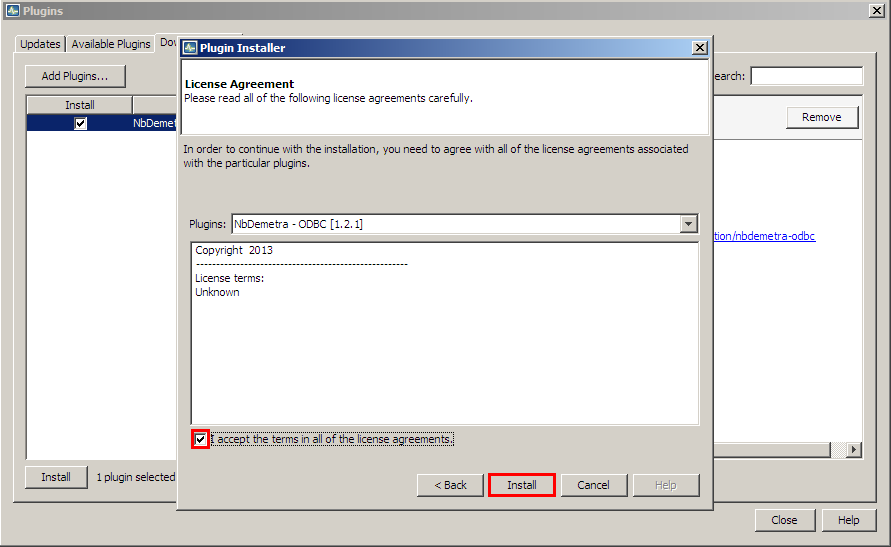 Plugins
Updates
Available Plugins
Plugin Installer
License Agreement
Please read all of the following license agreements carefully.
Add Plugins...
earch:
Install
NbDemet
Remove
In order to continue with the installation, you need to agree with all of the license agreements associated
with the particular plugins.
Plugins:
NbDemetra - ODBC [1.2.1]
tion/nbdemetra-odbc
Copyright 2013
-----------------------------------------------------
License terms:
Unknown
I accept the terms in all of the license agreements.
Install
1 plugin selected
< Back
Install
Cancel
Help
Close
Help